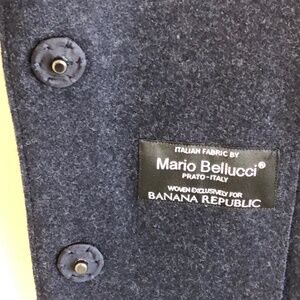 ITALIAN FABRIC BY
Mario Bellucci®
PRATO - ITALY
WOVEN EXCLUSIVELY FOR
BANANA REPUBLIC